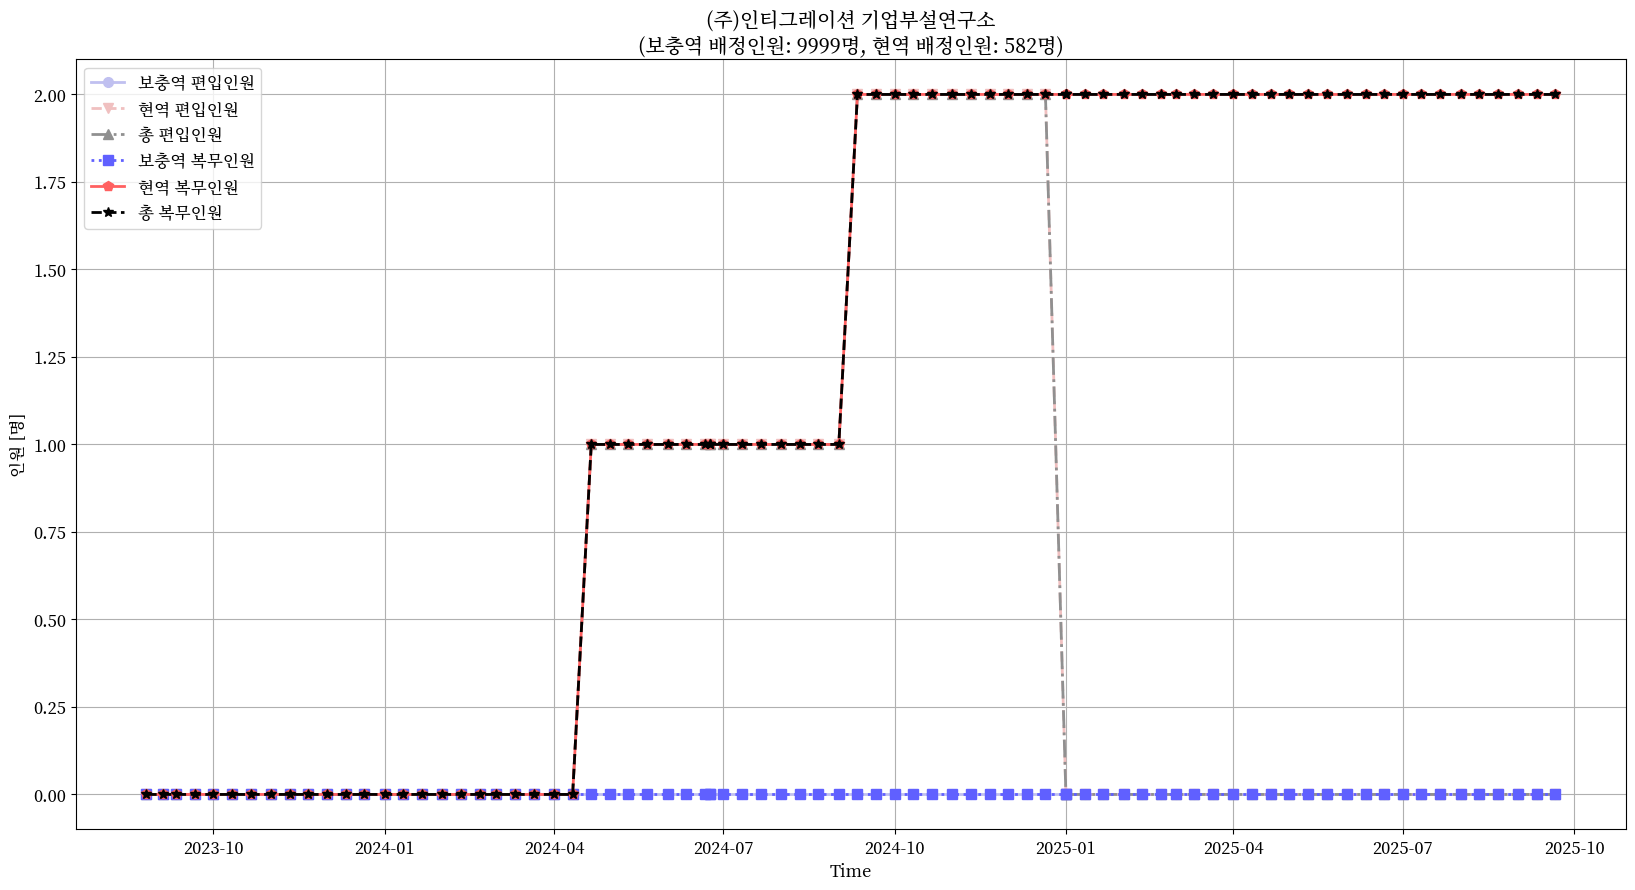 (주)인티그레이션 기업부설연구소
(보충역 배정인원: 9999명, 현역 배정인원: 582명)
보충역 편입인원
현역 편입인원
총 편입인원
보충역 복무인원
현역 복무인원
총 복무인원
2.00
1.75
1.50
1.25
1.00
0.75
0.50
0.25
0.00
인원 [명]
2023-10 2024-01 2024-04 2024-07 2024-10 2025-01 2025-04 2025-07 2025-10
Time